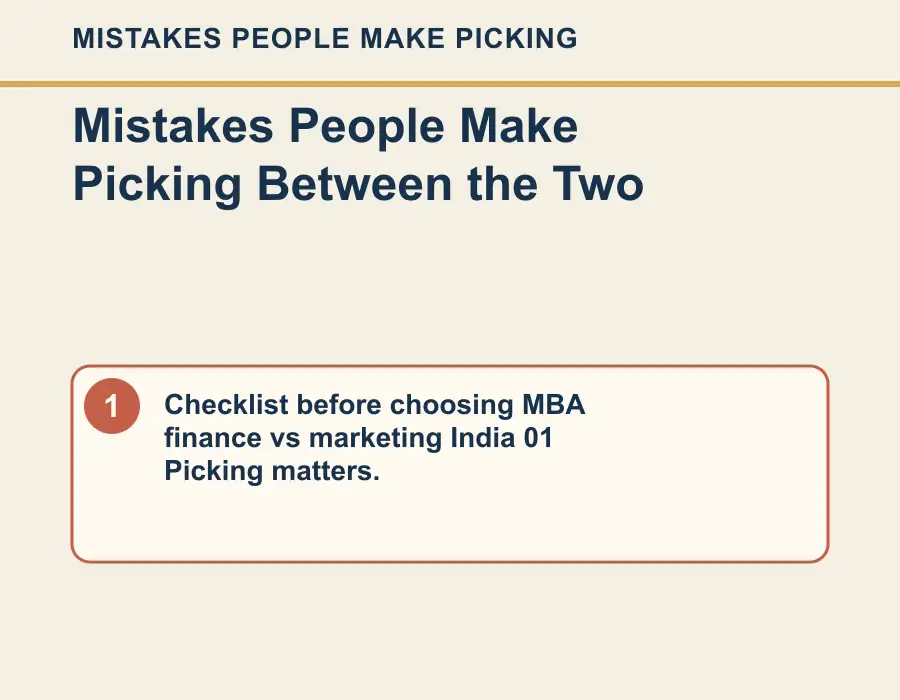 MISTAKES PEOPLE MAKE PICKING
Mistakes People Make
Picking Between the Two
1
Checklist before choosing MBA
finance vs marketing India 01
Picking matters.